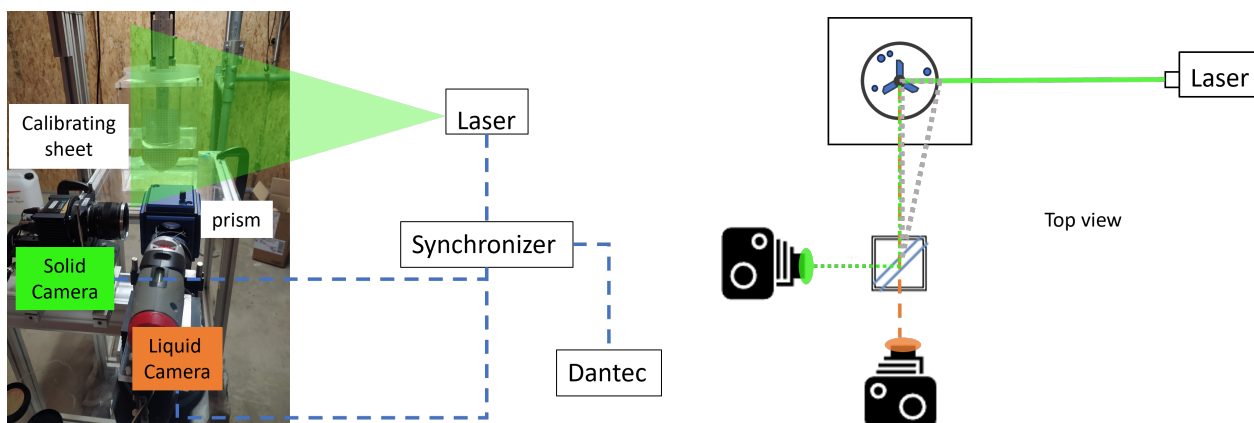 Calibrating
sheet
Laser
prism
Synchronizer
Solid
Camera
Liquid
Camera
Dantec
Laser
Top view